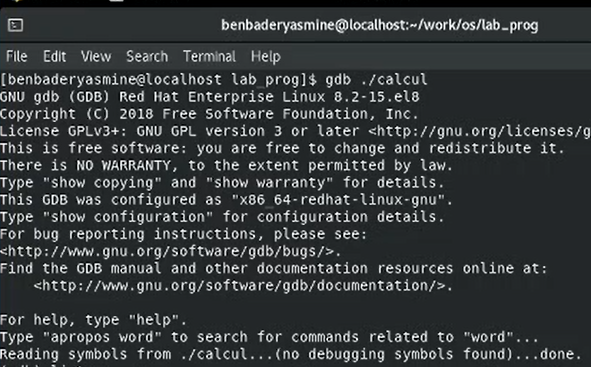 benbaderyasmine@localhost:~/work/os/lab_prog
File Edit View Search Terminal Help
[benbaderyasmine@localhost lab_prog]$ gdb ./calcul
GNU gdb (GDB) Red Hat Enterprise Linux 8.2-15.el8
Copyright (C) 2018 Free Software Foundation, Inc.
License GPLv3+: GNU GPL version 3 or later <http://gnu.org/licenses/g
This is free software: you are free to change and redistribute it.
There is NO WARRANTY, to the extent permitted by law.
Type "show copying" and "show warranty" for details.
This GDB was configured as "x86_64-redhat-linux-gnu".
Type "show configuration" for configuration details.
For bug reporting instructions, please see:
<http://www.gnu.org/software/gdb/bugs/>.
Find the GDB manual and other documentation resources online at:
<http://www.gnu.org/software/gdb/documentation/>.
For help, type "help".
Type "apropos word" to search for commands related to "word"...
Reading symbols from ./calcul...(no debugging symbols found)...done.